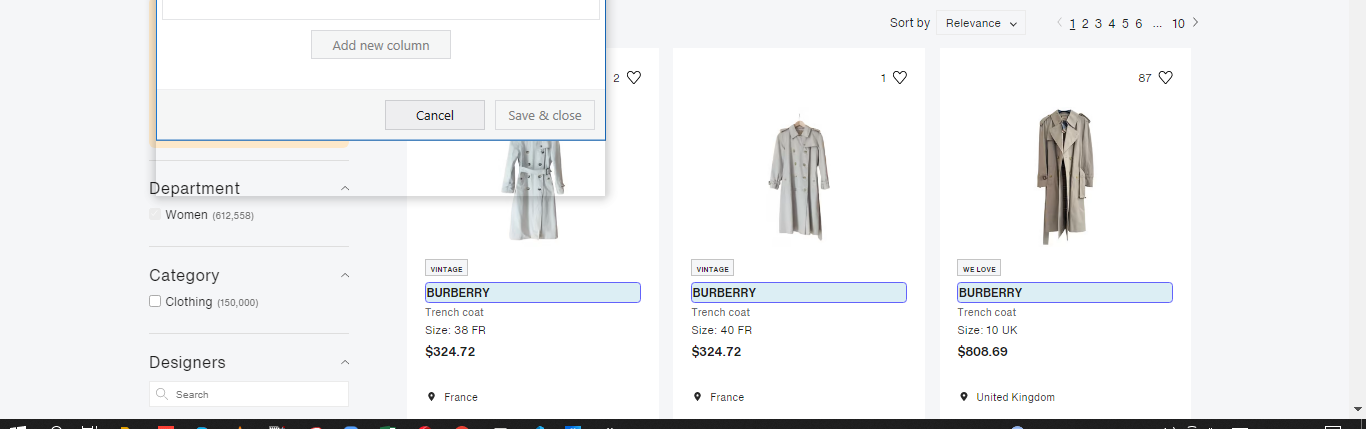 Sort by Relevance 1 2 3 4 5 6 ... 10
Add new column
Cancel Save & close
2
1
87
Department
Women (612,558)
Category
Clothing (150,000)
Designers
Search
VINTAGE
BURBERRY
Trench coat
Size: 38 FR
$324.72
France
VINTAGE
BURBERRY
Trench coat
Size: 40 FR
$324.72
France
WE LOVE
BURBERRY
Trench coat
Size: 10 UK
$808.69
United Kingdom